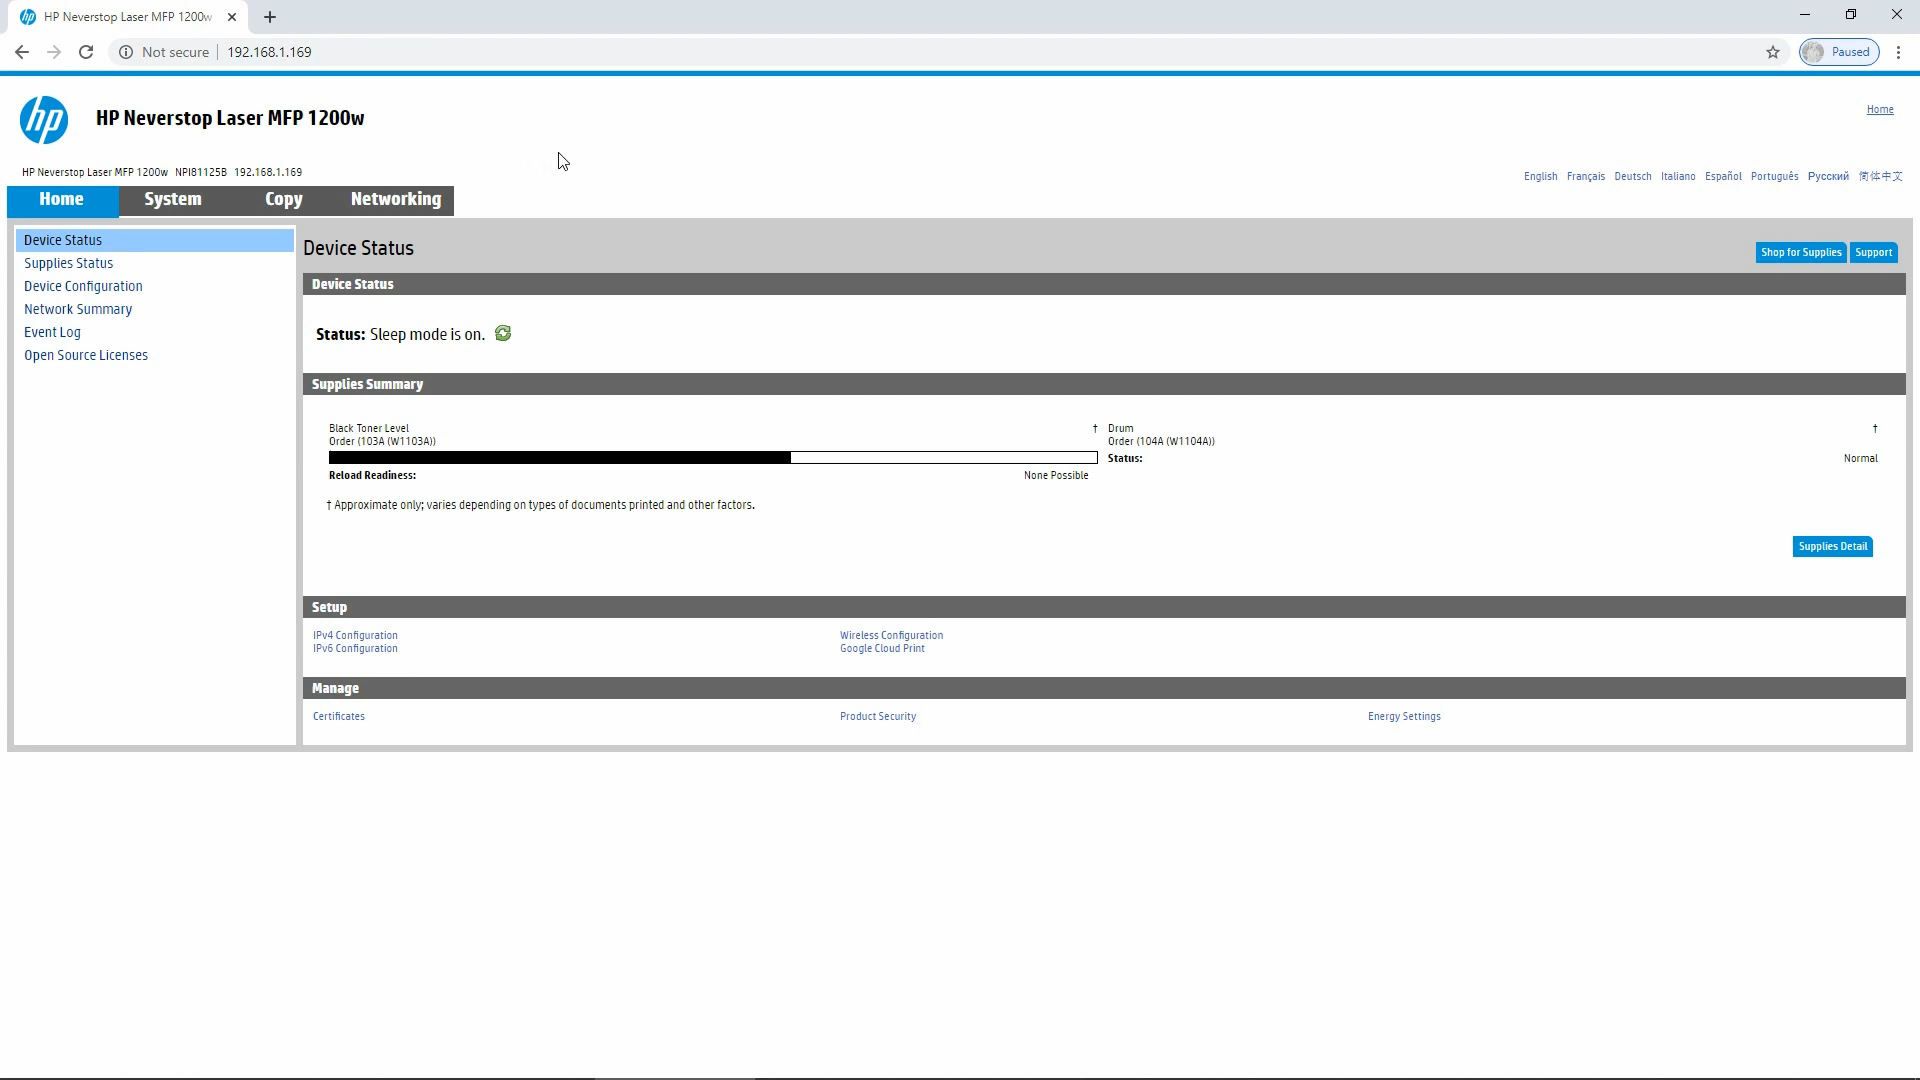 HP Neverstop Laser MFP 1200w
Not secure 192.168.1.169
Paused
hp
HP Neverstop Laser MFP 1200w
Home
HP Neverstop Laser MFP 1200w NPI81125B 192.168.1.169
English Français Deutsch Italiano Español Português Русский 简体中文
Home System Copy Networking
Device Status
Supplies Status
Device Configuration
Network Summary
Event Log
Open Source Licenses
Device Status
Shop for Supplies Support
Device Status
Status: Sleep mode is on.
Supplies Summary
Black Toner Level †
Order (103A (W1103A))
Reload Readiness: None Possible
Drum †
Order (104A (W1104A))
Status: Normal
† Approximate only; varies depending on types of documents printed and other factors.
Supplies Detail
Setup
IPv4 Configuration Wireless Configuration
IPv6 Configuration Google Cloud Print
Manage
Certificates Product Security Energy Settings